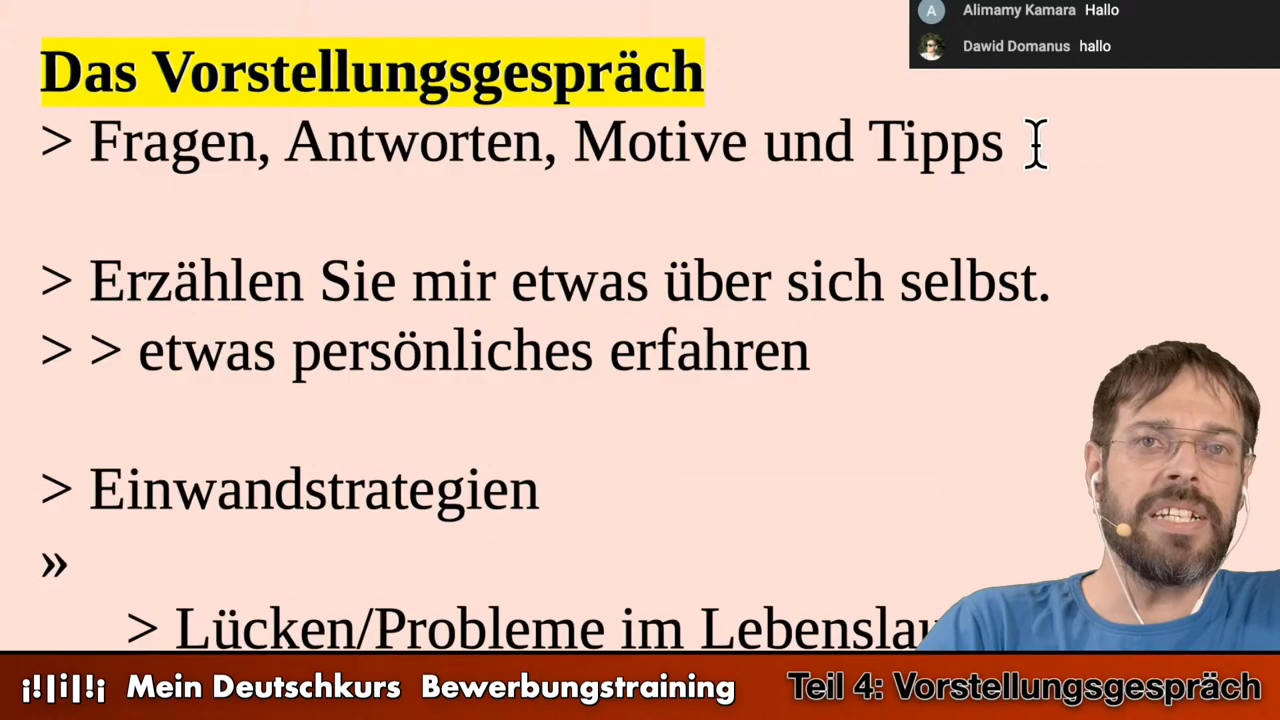 Das Vorstellungsgespräch
> Fragen, Antworten, Motive und Tipps
> Erzählen Sie mir etwas über sich selbst.
> > etwas persönliches erfahren
> Einwandstrategien
»
> Lücken/Probleme im
A Alimamy Kamara Hallo
Dawid Domanus hallo
¡!|¡|!¡ Mein Deutschkurs Bewerbungstraining
Teil 4: Vorstellungsgespräch